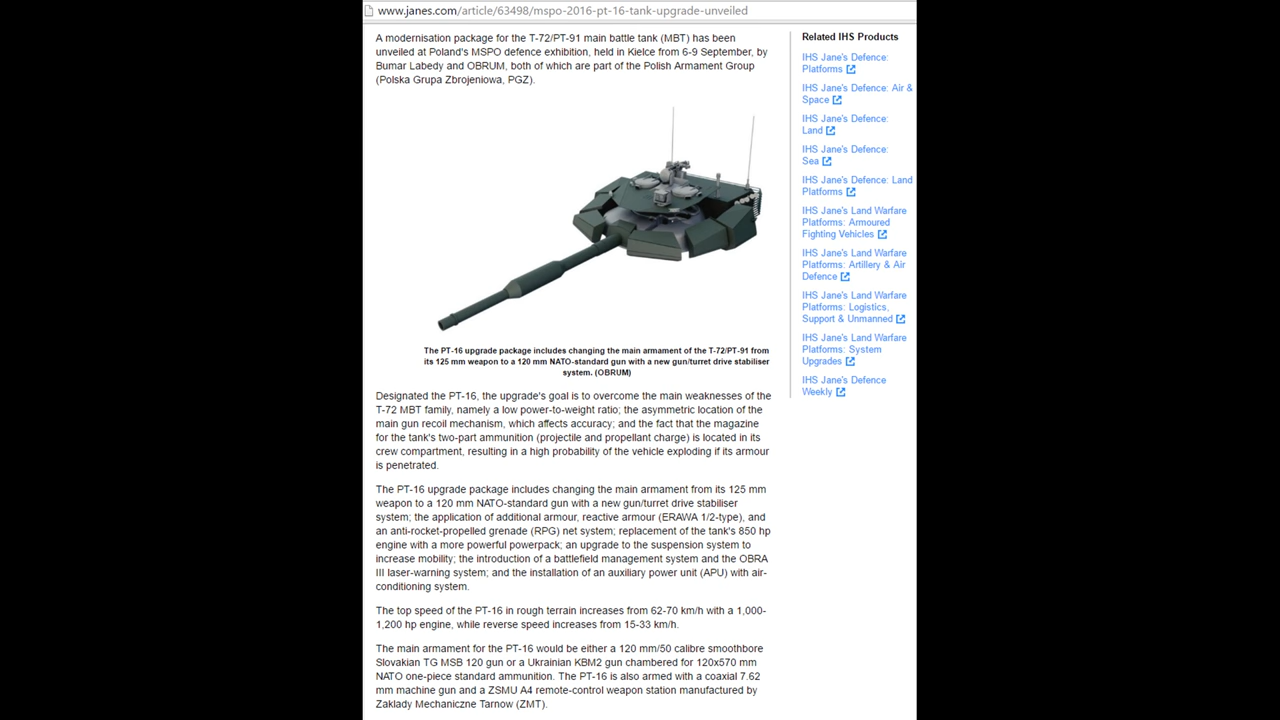 www.janes.com/article/63498/mspo-2016-pt-16-tank-upgrade-unveiled
A modernisation package for the T-72/PT-91 main battle tank (MBT) has been
unveiled at Poland's MSPO defence exhibition, held in Kielce from 6-9 September, by
Bumar Labedy and OBRUM, both of which are part of the Polish Armament Group
(Polska Grupa Zbrojeniowa, PGZ).
The PT-16 upgrade package includes changing the main armament of the T-72/PT-91 from
its 125 mm weapon to a 120 mm NATO-standard gun with a new gun/turret drive stabiliser
system. (OBRUM)
Designated the PT-16, the upgrade's goal is to overcome the main weaknesses of the
T-72 MBT family, namely a low power-to-weight ratio; the asymmetric location of the
main gun recoil mechanism, which affects accuracy; and the fact that the magazine
for the tank's two-part ammunition (projectile and propellant charge) is located in its
crew compartment, resulting in a high probability of the vehicle exploding if its armour
is penetrated.
The PT-16 upgrade package includes changing the main armament from its 125 mm
weapon to a 120 mm NATO-standard gun with a new gun/turret drive stabiliser
system; the application of additional armour, reactive armour (ERAWA 1/2-type), and
an anti-rocket-propelled grenade (RPG) net system; replacement of the tank's 850 hp
engine with a more powerful powerpack; an upgrade to the suspension system to
increase mobility; the introduction of a battlefield management system and the OBRA
III laser-warning system; and the installation of an auxiliary power unit (APU) with air-
conditioning system.
The top speed of the PT-16 in rough terrain increases from 62-70 km/h with a 1,000-
1,200 hp engine, while reverse speed increases from 15-33 km/h.
The main armament for the PT-16 would be either a 120 mm/50 calibre smoothbore
Slovakian TG MSB 120 gun or a Ukrainian KBM2 gun chambered for 120x570 mm
NATO one-piece standard ammunition. The PT-16 is also armed with a coaxial 7.62
mm machine gun and a ZSMU A4 remote-control weapon station manufactured by
Zaklady Mechaniczne Tarnow (ZMT).
Related IHS Products
IHS Jane's Defence:
Platforms
IHS Jane's Defence: Air &
Space
IHS Jane's Defence:
Land
IHS Jane's Defence:
Sea
IHS Jane's Defence: Land
Platforms
IHS Jane's Land Warfare
Platforms: Armoured
Fighting Vehicles
IHS Jane's Land Warfare
Platforms: Artillery & Air
Defence
IHS Jane's Land Warfare
Platforms: Logistics,
Support & Unmanned
IHS Jane's Land Warfare
Platforms: System
Upgrades
IHS Jane's Defence
Weekly